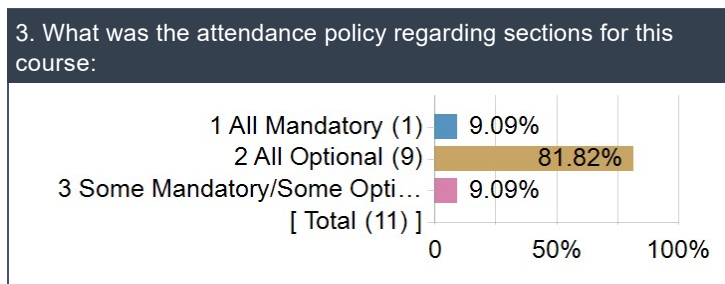 3. What was the attendance policy regarding sections for this
course:
1 All Mandatory (1) 9.09%
2 All Optional (9) 81.82%
3 Some Mandatory/Some Opti... 9.09%
[ Total (11) ]
0 50% 100%